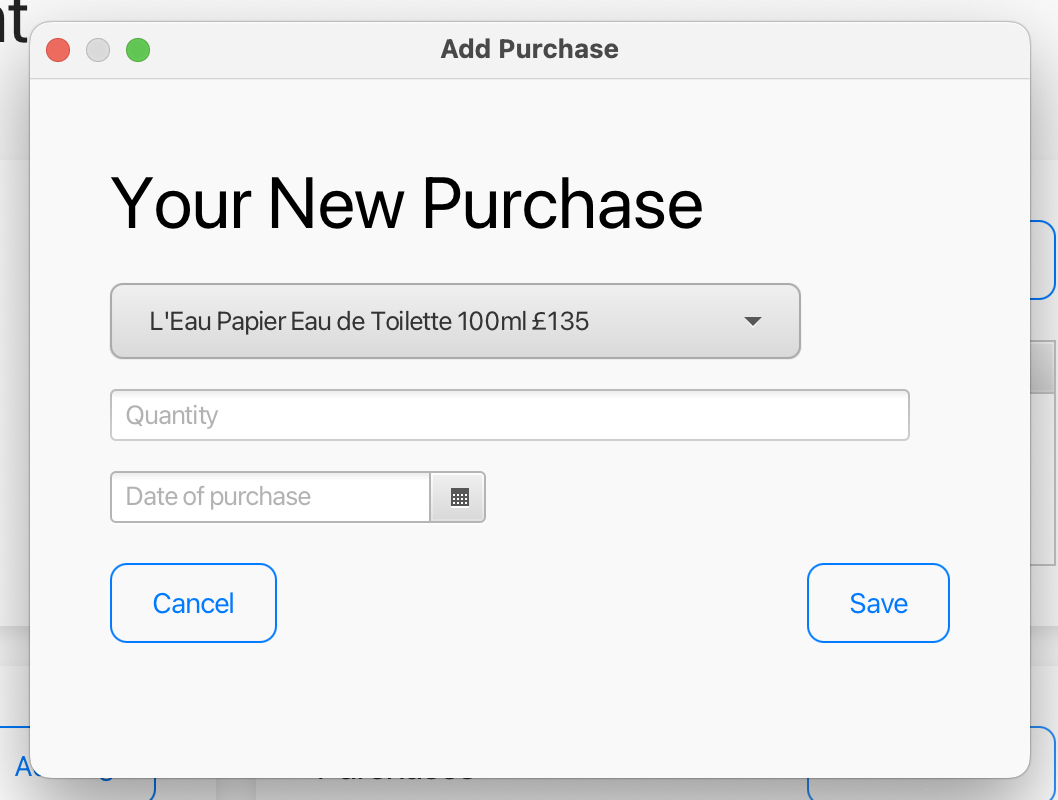 Add Purchase
Your New Purchase
L'Eau Papier Eau de Toilette 100ml £135
Quantity
Date of purchase
Cancel
Save